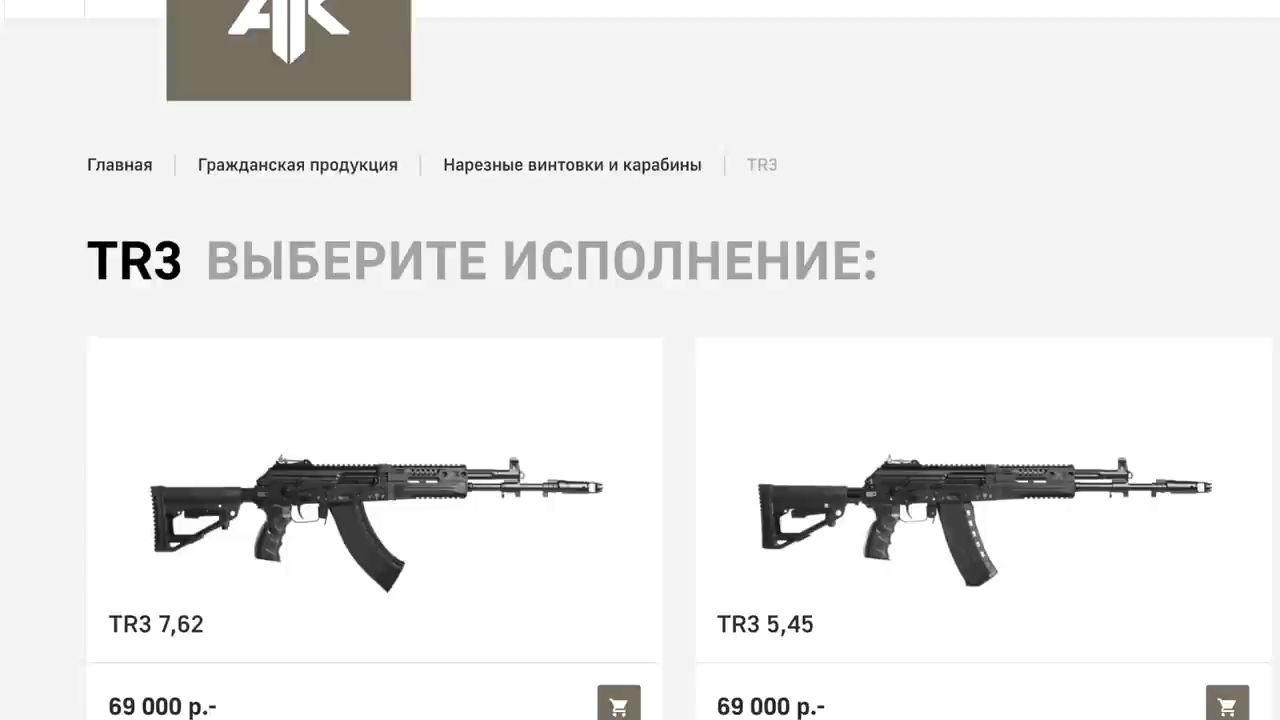 АК
Главная Гражданская продукция Нарезные винтовки и карабины TR3
TR3 ВЫБЕРИТЕ ИСПОЛНЕНИЕ:
TR3 7,62 TR3 5,45
69 000 р.- 69 000 р.-